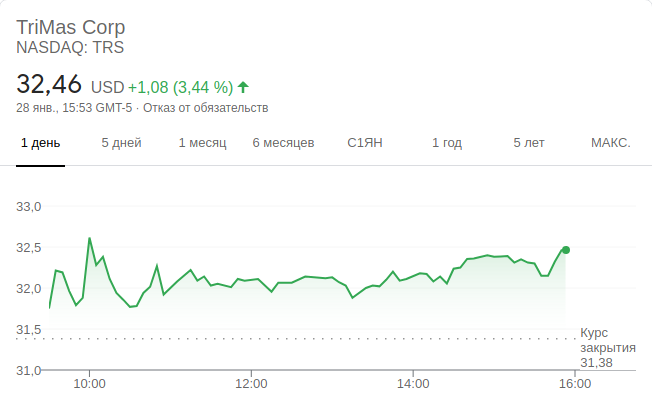 TriMas Corp
NASDAQ: TRS
32,46 USD +1,08 (3,44 %)
28 янв., 15:53 GMT-5 · Отказ от обязательств
1 день 5 дней 1 месяц 6 месяцев С1ЯН 1 год 5 лет МАКС.
33,0
32,5
32,0
31,5
Курс
закрытия
31,38
31,0
10:00 12:00 14:00 16:00